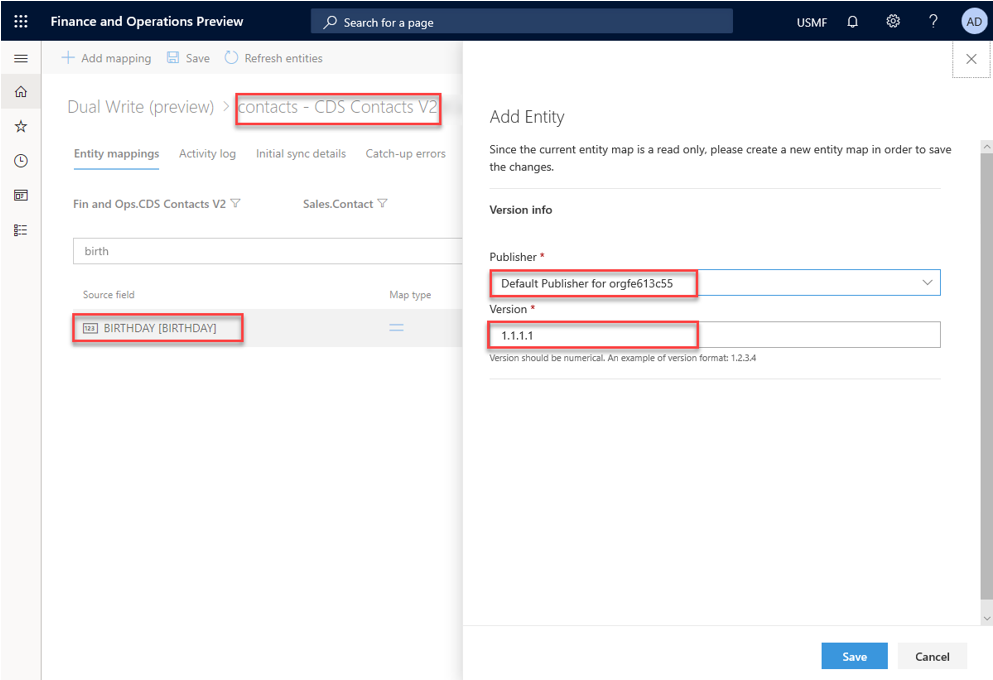 Finance and Operations Preview
Search for a page
USMF
?
AD
Add mapping
Save
Refresh entities
Dual Write (preview) > contacts - CDS Contacts V2
Entity mappings
Activity log
Initial sync details
Catch-up errors
Fin and Ops.CDS Contacts V2
Sales.Contact
birth
Source field
Map type
123 BIRTHDAY [BIRTHDAY]
Add Entity
Since the current entity map is a read only, please create a new entity map in order to save
the changes.
Version info
Publisher *
Default Publisher for orgfe613c55
Version *
1.1.1.1
Version should be numerical. An example of version format: 1.2.3.4
Save
Cancel